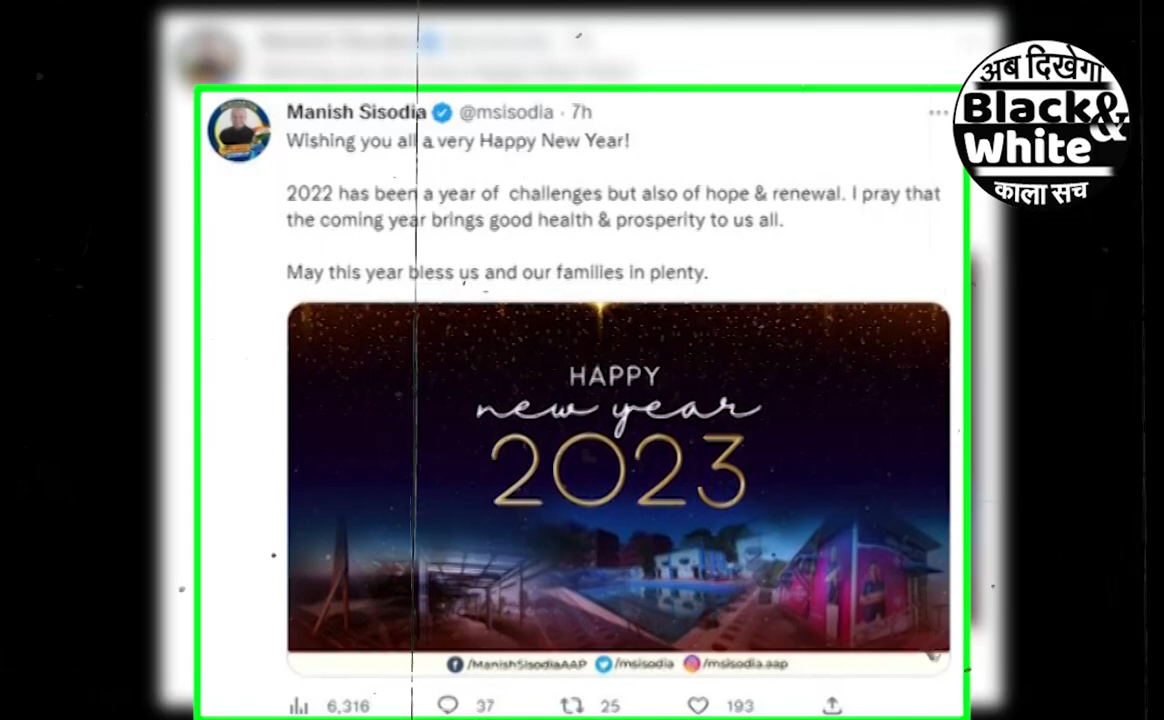 Manish Sisodia @msisodia · 7h
Wishing you all a very Happy New Year!
2022 has been a year of challenges but also of hope & renewal. I pray that
the coming year brings good health & prosperity to us all.
May this year bless us and our families in plenty.
HAPPY
new year
2023
/ManishSisodiaAAP /msisodia /msisodia.aap
6,316 37 25 193
अब दिखेगा
Black&
White
काला सच